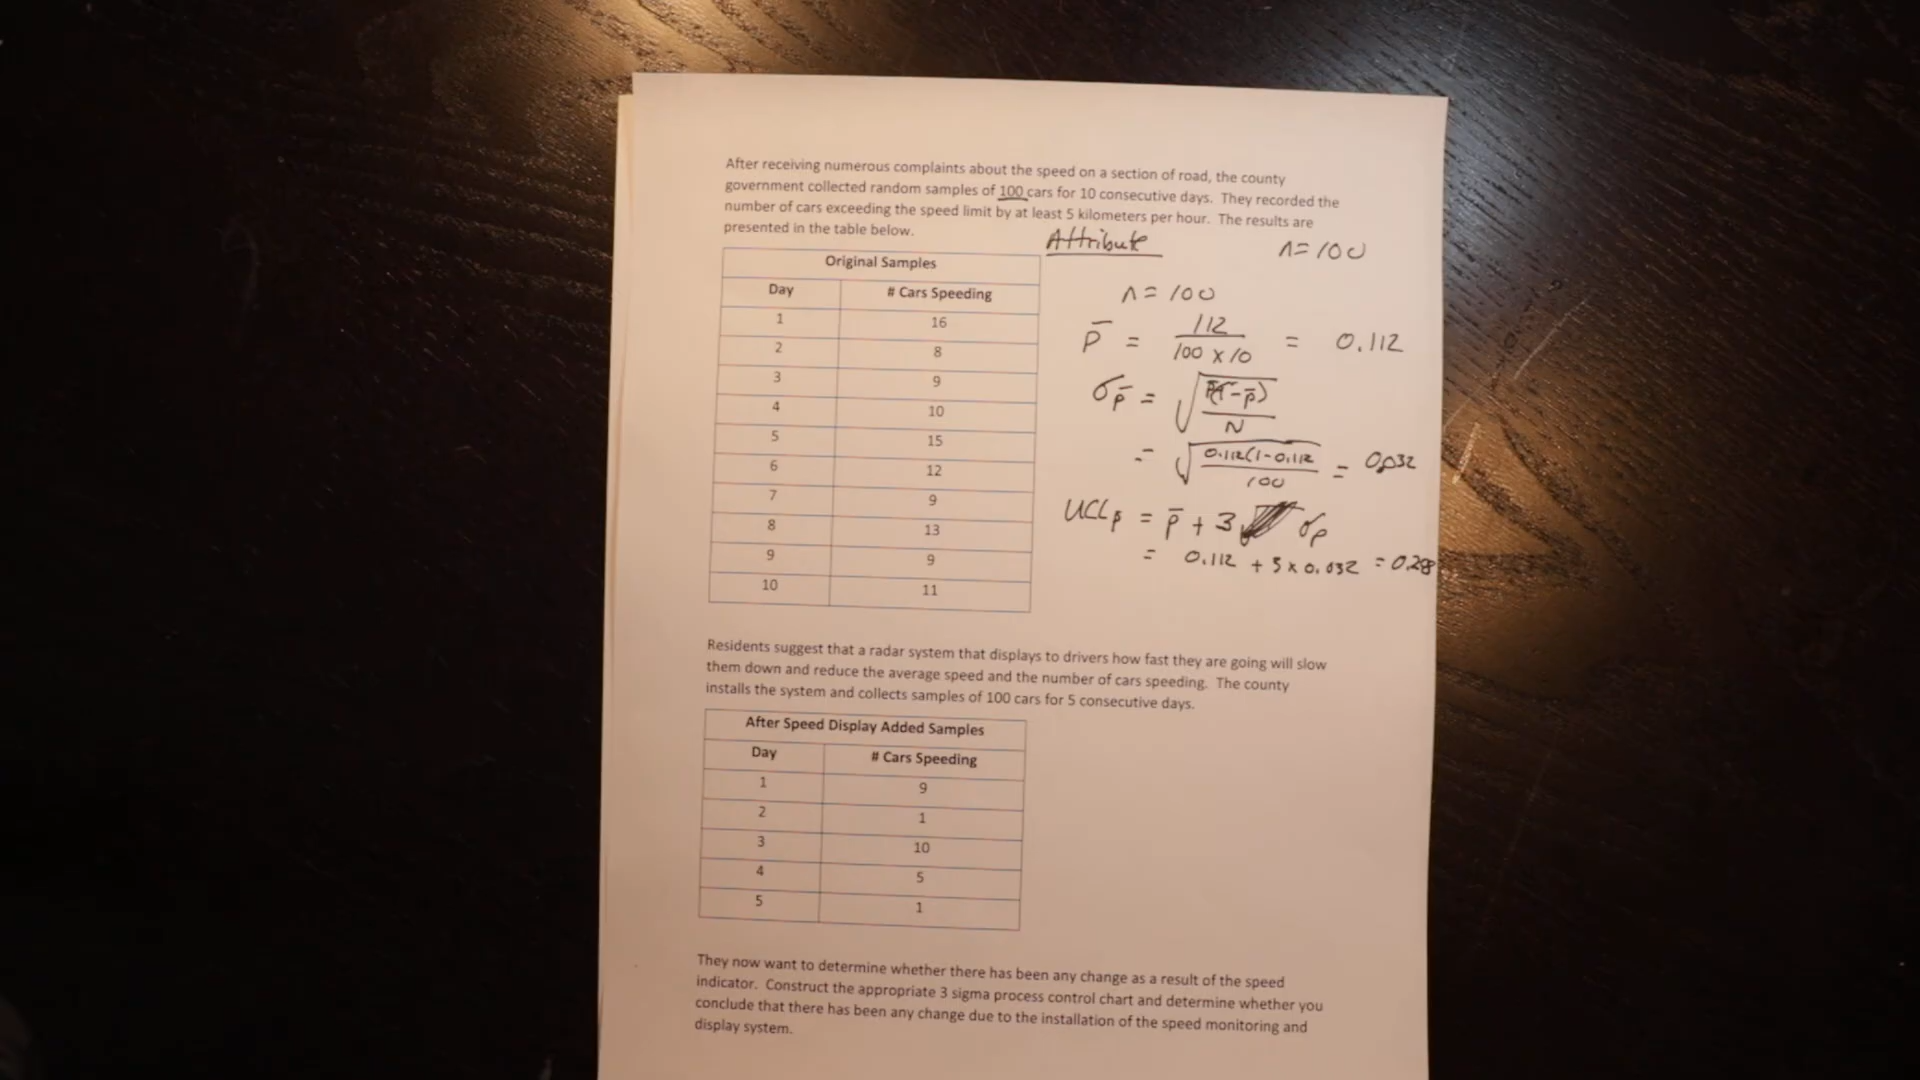 After receiving numerous complaints about the speed on a section of road, the county
government collected random samples of 100 cars for 10 consecutive days. They recorded the
number of cars exceeding the speed limit by at least 5 kilometers per hour. The results are
presented in the table below.
Attribute n=100
Original Samples
Day # Cars Speeding
1 16
2 8
3 9
4 10
5 15
6 12
7 9
8 13
9 9
10 11
n = 100
p̄ = 112 / 100 x 10 = 0.112
σp̄ = √ (1-p̄) / N
= √ 0.112(1-0.112 / 100 = 0.032
UCLp = p̄ + 3 σp
= 0.112 + 3 x 0.032 = 0.208
Residents suggest that a radar system that displays to drivers how fast they are going will slow
them down and reduce the average speed and the number of cars speeding. The county
installs the system and collects samples of 100 cars for 5 consecutive days.
After Speed Display Added Samples
Day # Cars Speeding
1 9
2 1
3 10
4 5
5 1
They now want to determine whether there has been any change as a result of the speed
indicator. Construct the appropriate 3 sigma process control chart and determine whether you
conclude that there has been any change due to the installation of the speed monitoring and
display system.